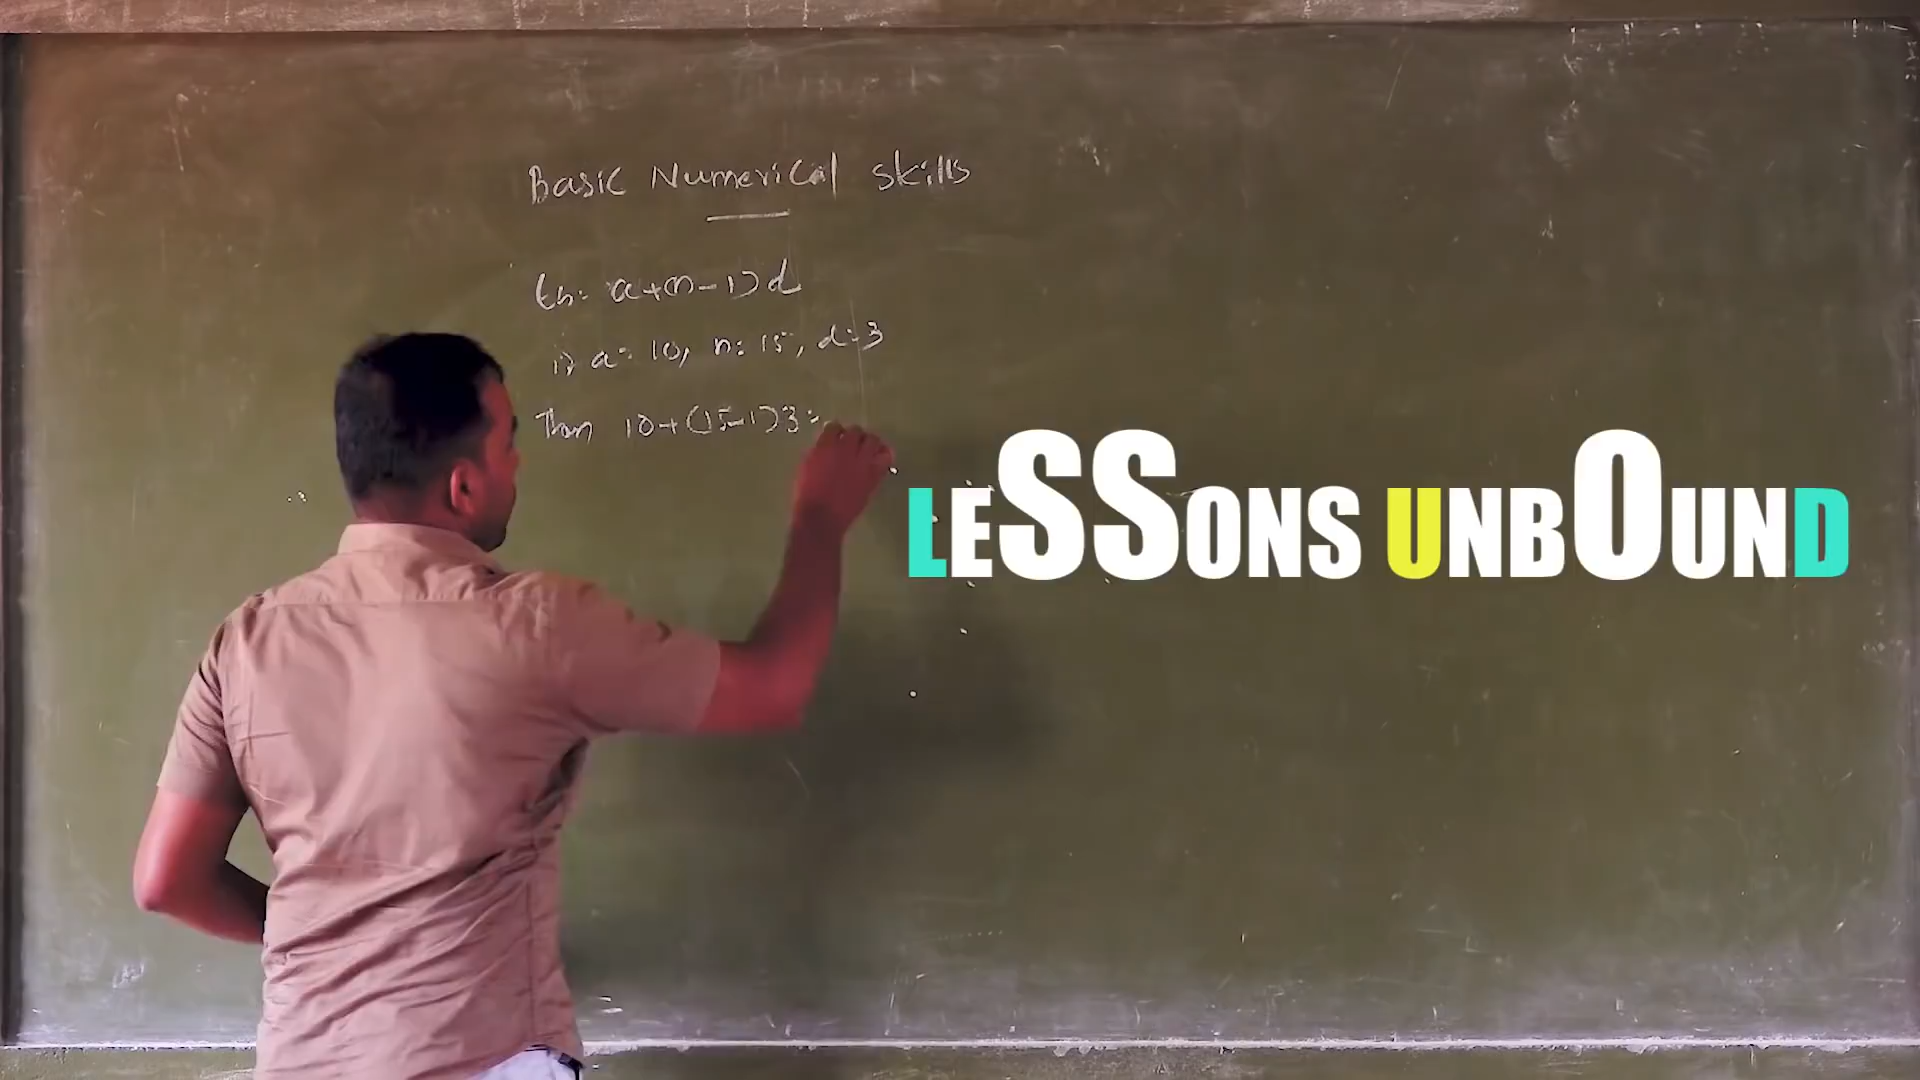 Basic Numerical skills
tn= a+(n-1)d
if a=10, n=15, d=3
Then 10+(15-1)3=
LESSONS UNBOUND